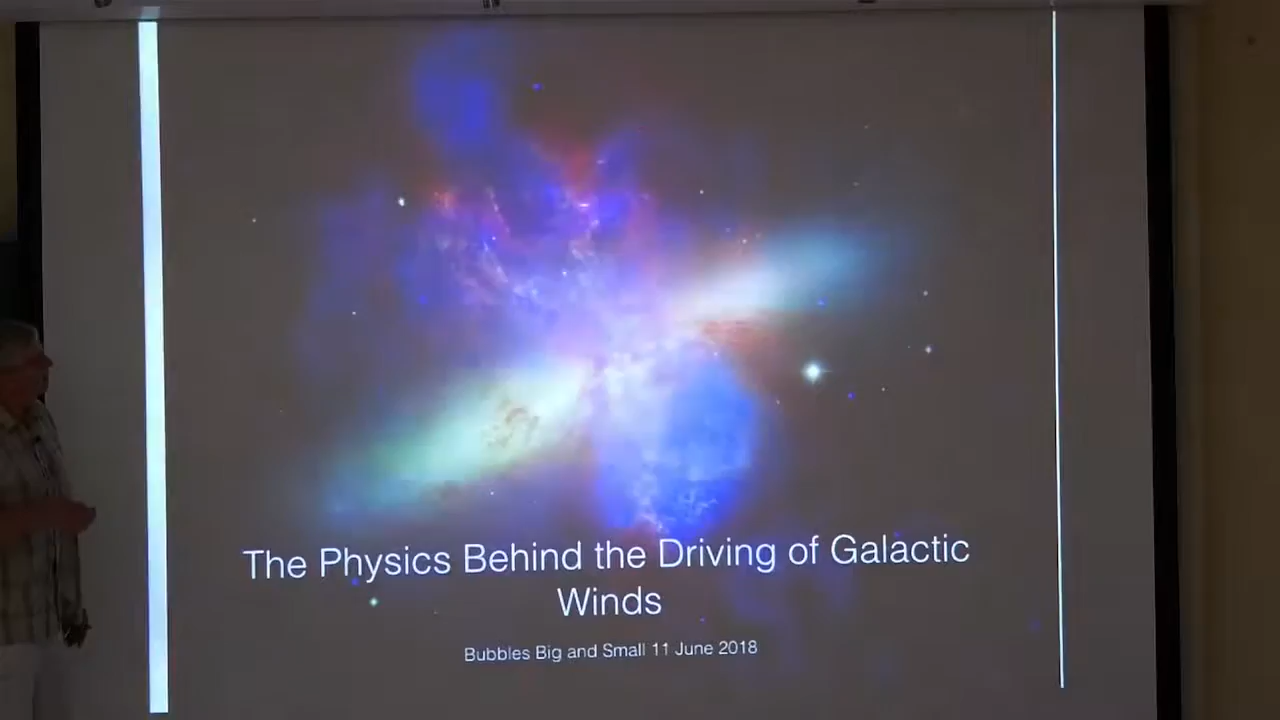 The Physics Behind the Driving of Galactic
Winds
Bubbles Big and Small 11 June 2018